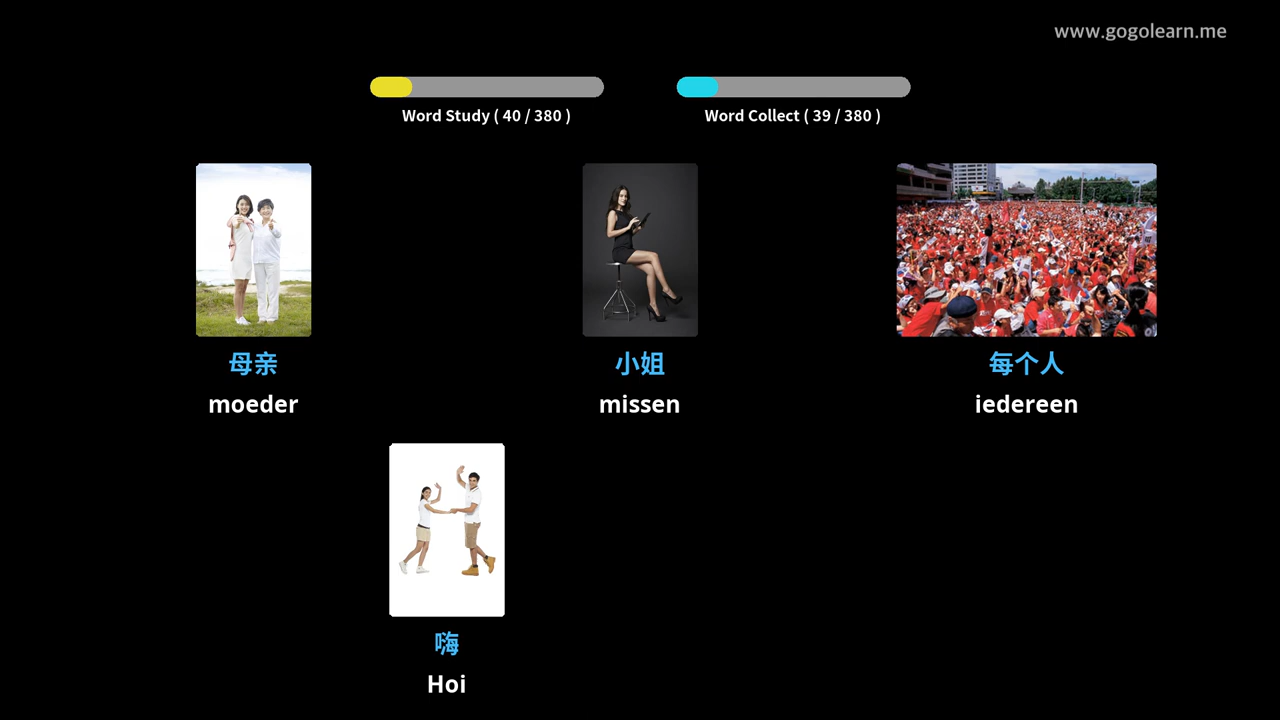 www.gogolearn.me
Word Study ( 40 / 380 )
Word Collect ( 39 / 380 )
母亲
moeder
小姐
missen
每个人
iedereen
嗨
Hoi